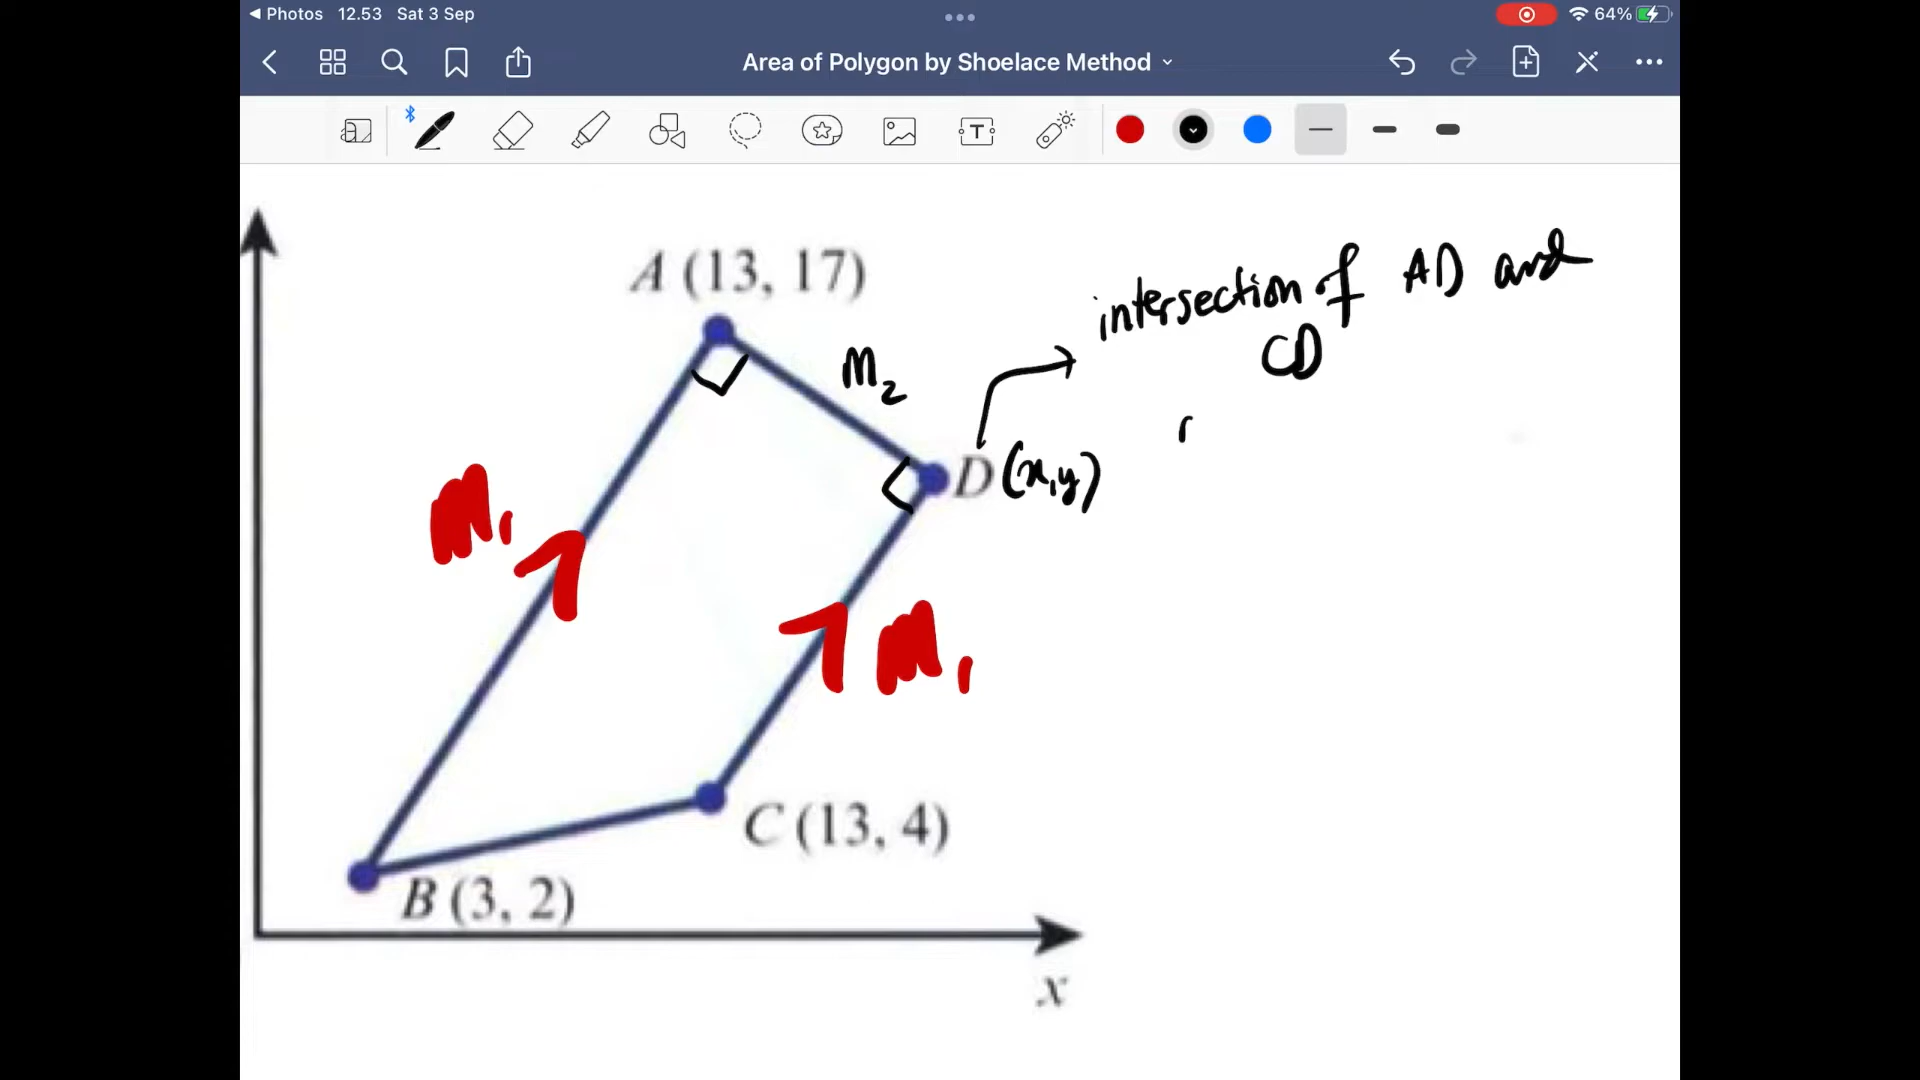 Photos 12.53 Sat 3 Sep
64%
Area of Polygon by Shoelace Method
T
A (13, 17)
intersection of AD and
CD
M2
D (x,y)
M1
M1
C (13, 4)
B (3, 2)
x